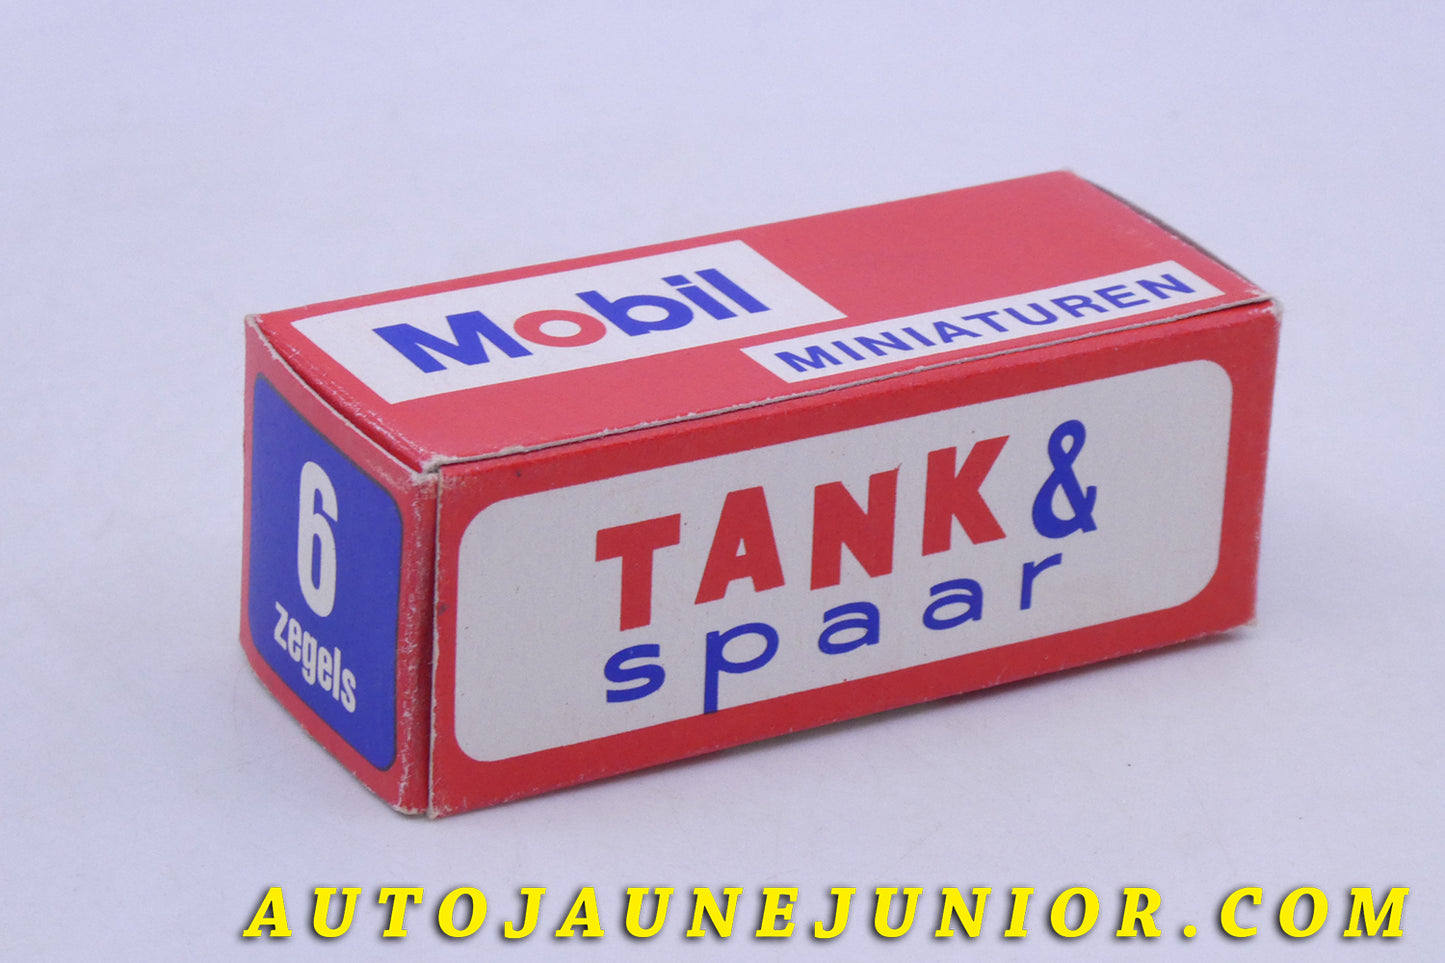 Mobil
MINIATUREN
TANK &
spaar
6
zegels
AUTOJAUNEJUNIOR.COM